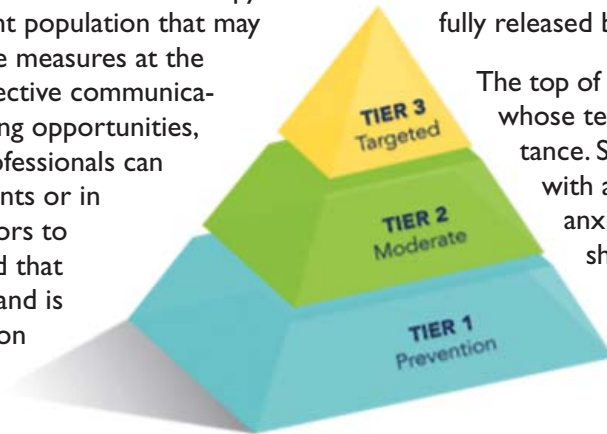 nt population that may
e measures at the
ective communica-
ng opportunities,
ofessionals can
nts or in
ors to
d that
and is
on
TIER 3
Targeted
TIER 2
Moderate
TIER 1
Prevention
fully released b
The top of
whose te
tance. S
with a
anx
sh